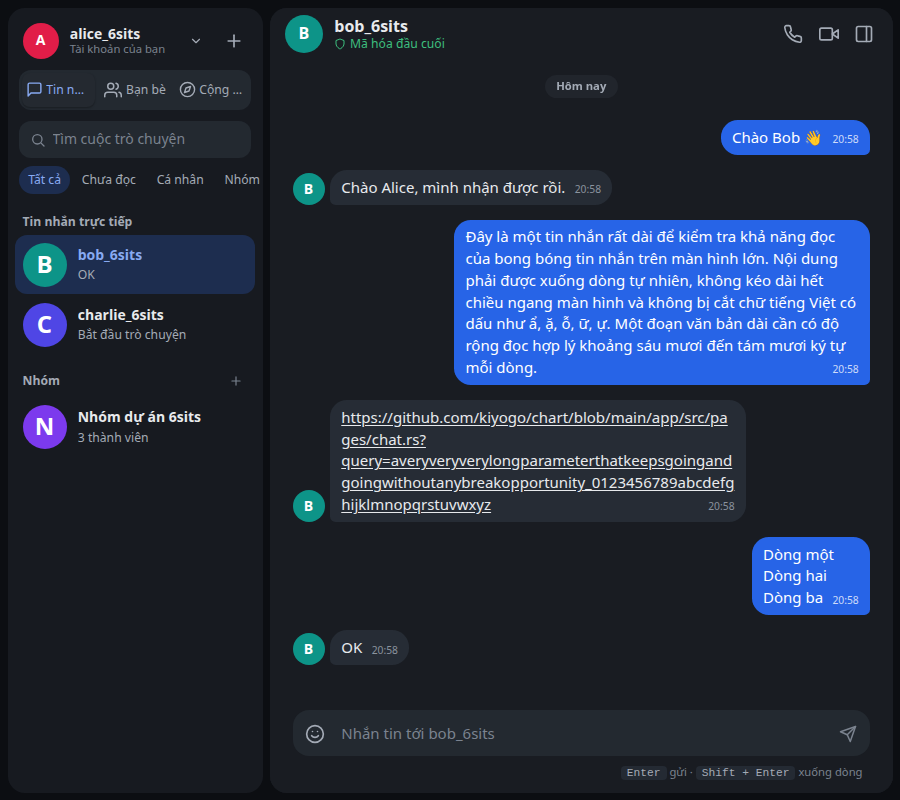 A
alice_6sits
Tài khoản của bạn
Tin n...
Bạn bè
Cộng ...
Tìm cuộc trò chuyện
Tất cả
Chưa đọc
Cá nhân
Nhóm
Tin nhắn trực tiếp
B
bob_6sits
OK
C
charlie_6sits
Bắt đầu trò chuyện
Nhóm
N
Nhóm dự án 6sits
3 thành viên
B
bob_6sits
Mã hóa đầu cuối
Hôm nay
Chào Bob 👋 20:58
B
Chào Alice, mình nhận được rồi. 20:58
Đây là một tin nhắn rất dài để kiểm tra khả năng đọc
của bong bóng tin nhắn trên màn hình lớn. Nội dung
phải được xuống dòng tự nhiên, không kéo dài hết
chiều ngang màn hình và không bị cắt chữ tiếng Việt có
dấu như ẩ, ặ, ỗ, ữ, ự. Một đoạn văn bản dài cần có độ
rộng đọc hợp lý khoảng sáu mươi đến tám mươi ký tự
mỗi dòng. 20:58
https://github.com/kiyogo/chart/blob/main/app/src/pa
ges/chat.rs?
query=averyveryverylongparameterthatkeepsgoingand
goingwithoutanybreakopportunity_0123456789abcdefg
hijklmnopqrstuvwxyz 20:58
B
Dòng một
Dòng hai
Dòng ba 20:58
B
OK 20:58
Nhắn tin tới bob_6sits
Enter gửi · Shift + Enter xuống dòng